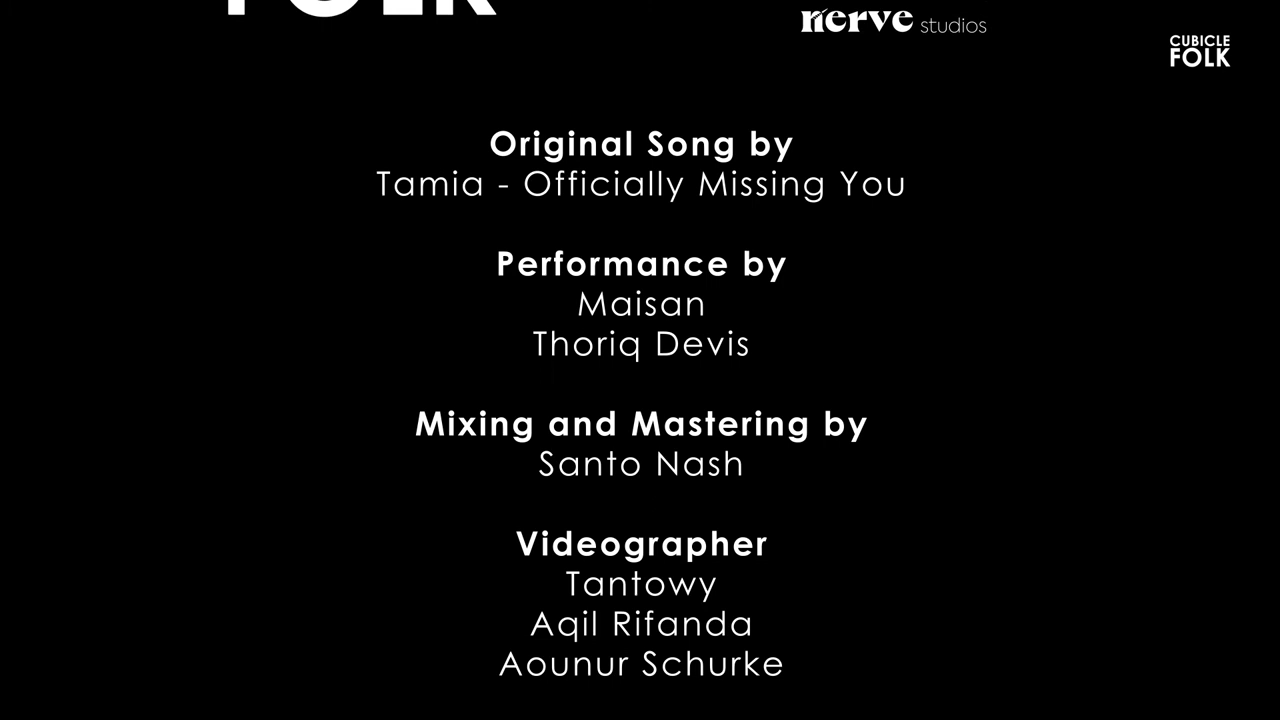 FOLK
nerve studios
CUBICLE
FOLK
Original Song by
Tamia - Officially Missing You
Performance by
Maisan
Thoriq Devis
Mixing and Mastering by
Santo Nash
Videographer
Tantowy
Aqil Rifanda
Aounur Schurke